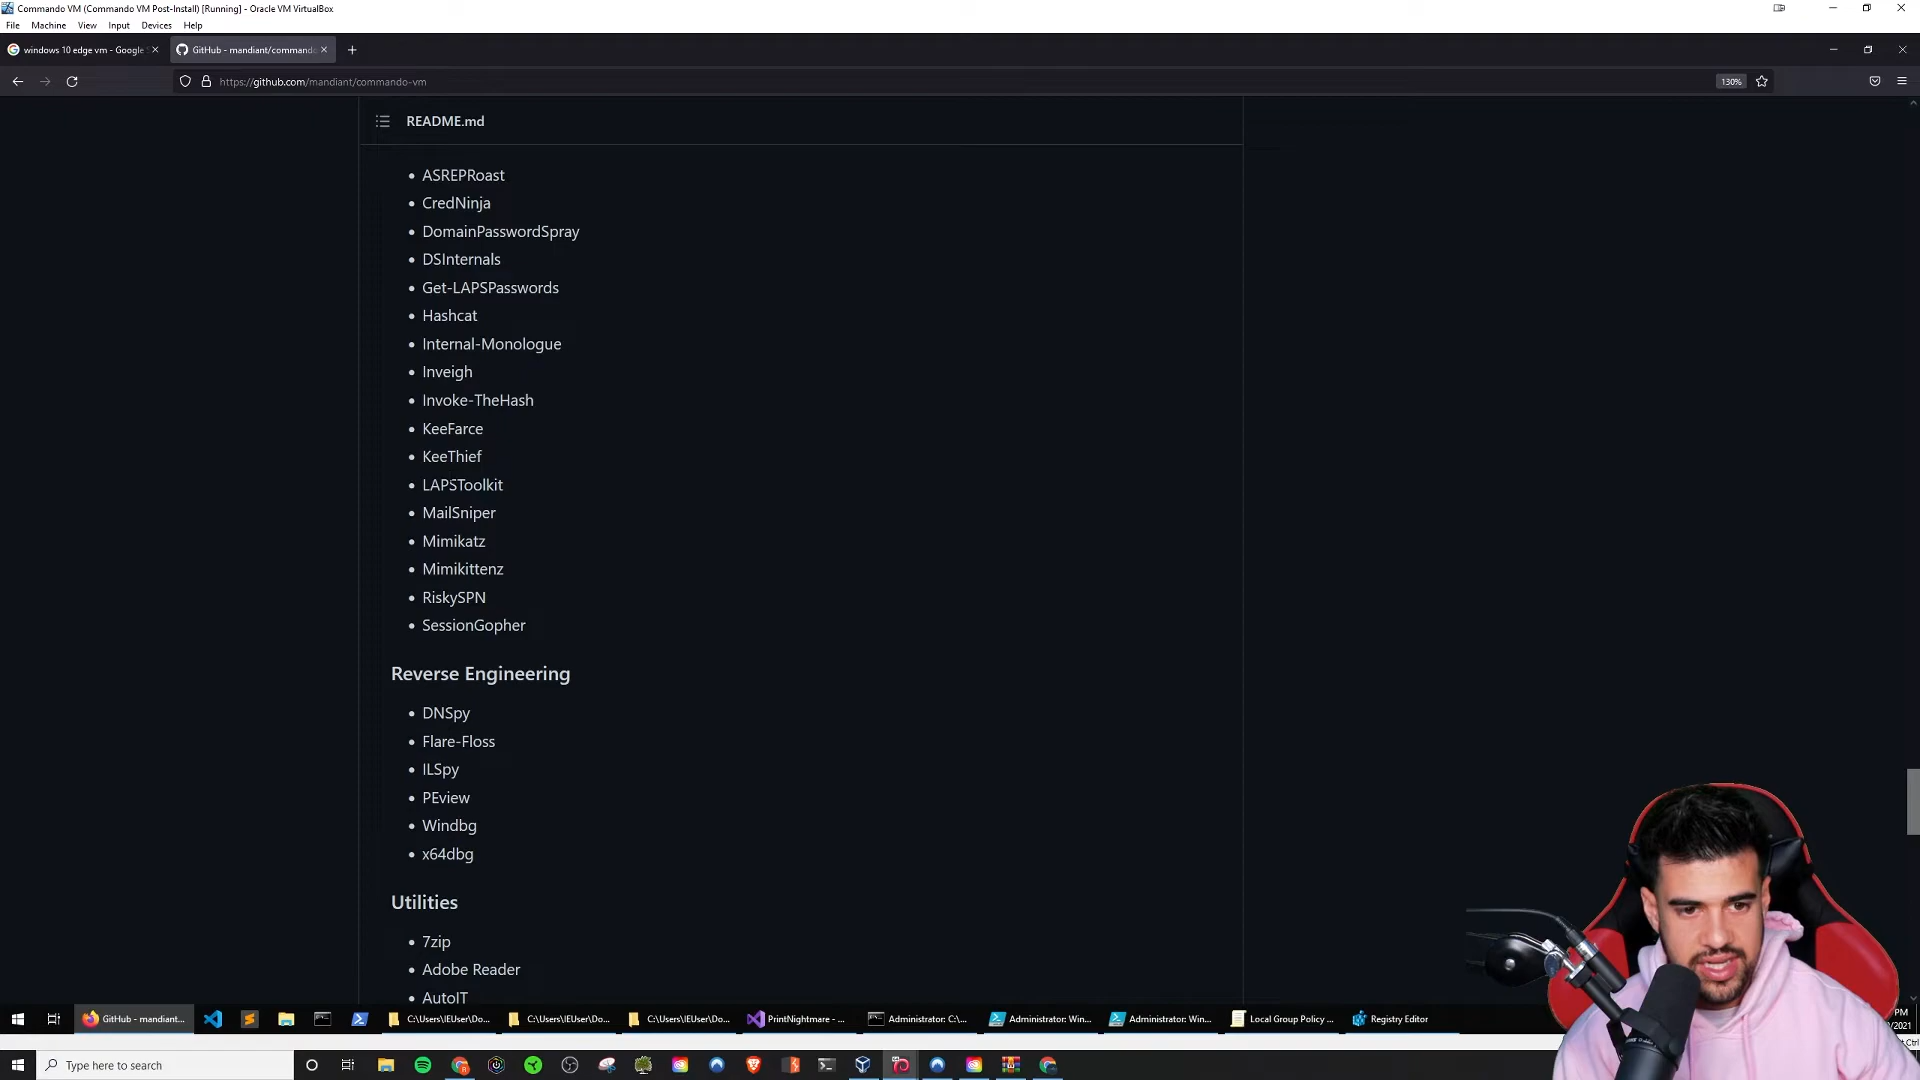 Commando VM (Commando VM Post-Install) [Running] - Oracle VM VirtualBox
File Machine View Input Devices Help
windows 10 edge vm - Google
GitHub - mandiant/commando
https://github.com/mandiant/commando-vm
130%
README.md
ASREPRoast
CredNinja
DomainPasswordSpray
DSInternals
Get-LAPSPasswords
Hashcat
Internal-Monologue
Inveigh
Invoke-TheHash
KeeFarce
KeeThief
LAPSToolkit
MailSniper
Mimikatz
Mimikittenz
RiskySPN
SessionGopher
Reverse Engineering
DNSpy
Flare-Floss
ILSpy
PEview
Windbg
x64dbg
Utilities
7zip
Adobe Reader
AutoIT
GitHub - mandiant...
C:\Users\IEUser\Do...
C:\Users\IEUser\Do...
C:\Users\IEUser\Do...
PrintNightmare - ...
Administrator: C:\...
Administrator: Win...
Administrator: Win...
Local Group Policy ...
Registry Editor
PM
/2021
Ctrl
Type here to search